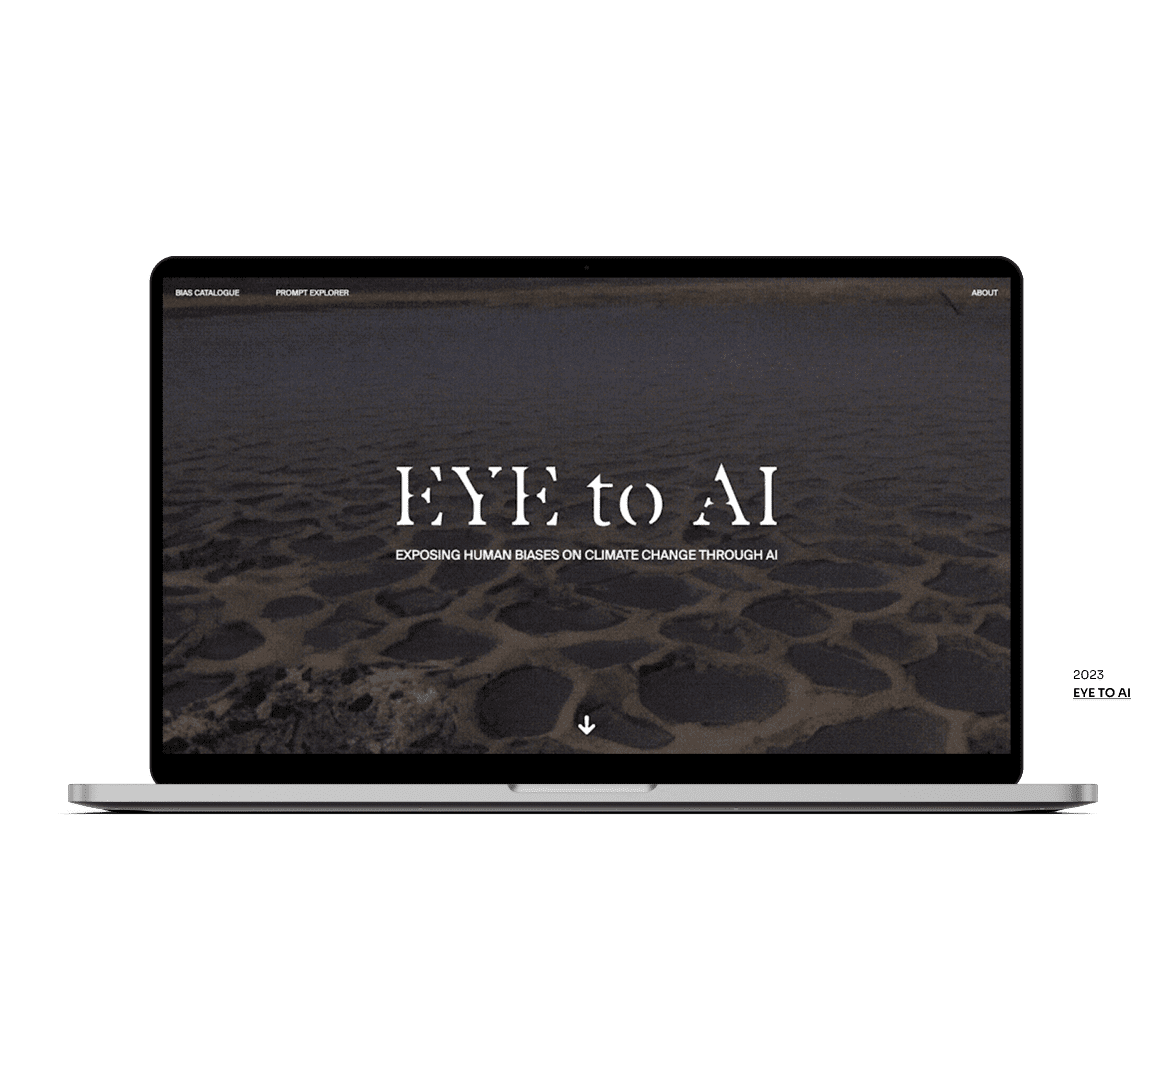 BIAS CATALOGUE
PROMPT EXPLORER
ABOUT
EYE to AI
EXPOSING HUMAN BIASES ON CLIMATE CHANGE THROUGH AI
2023
EYE TO AI